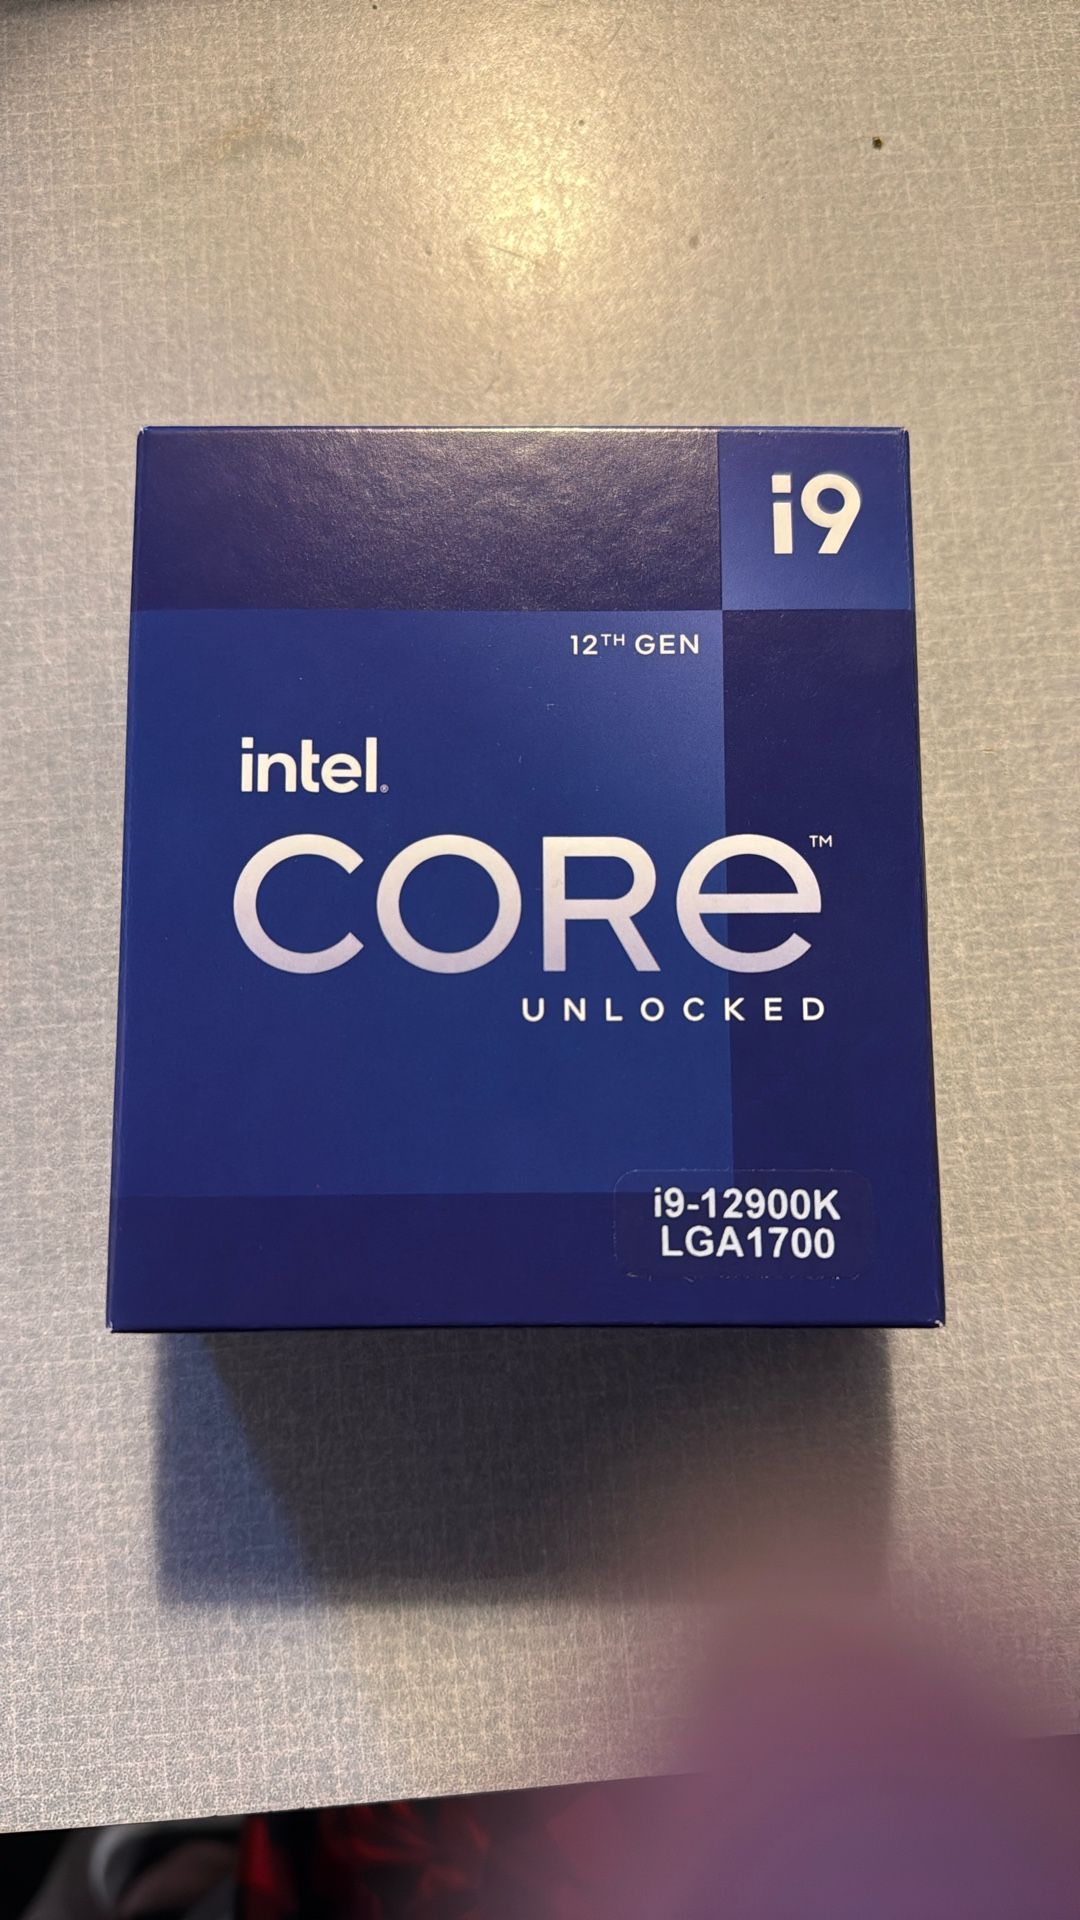 i9
12TH GEN
intel®
CORe™
UNLOCKED
i9-12900K
LGA1700